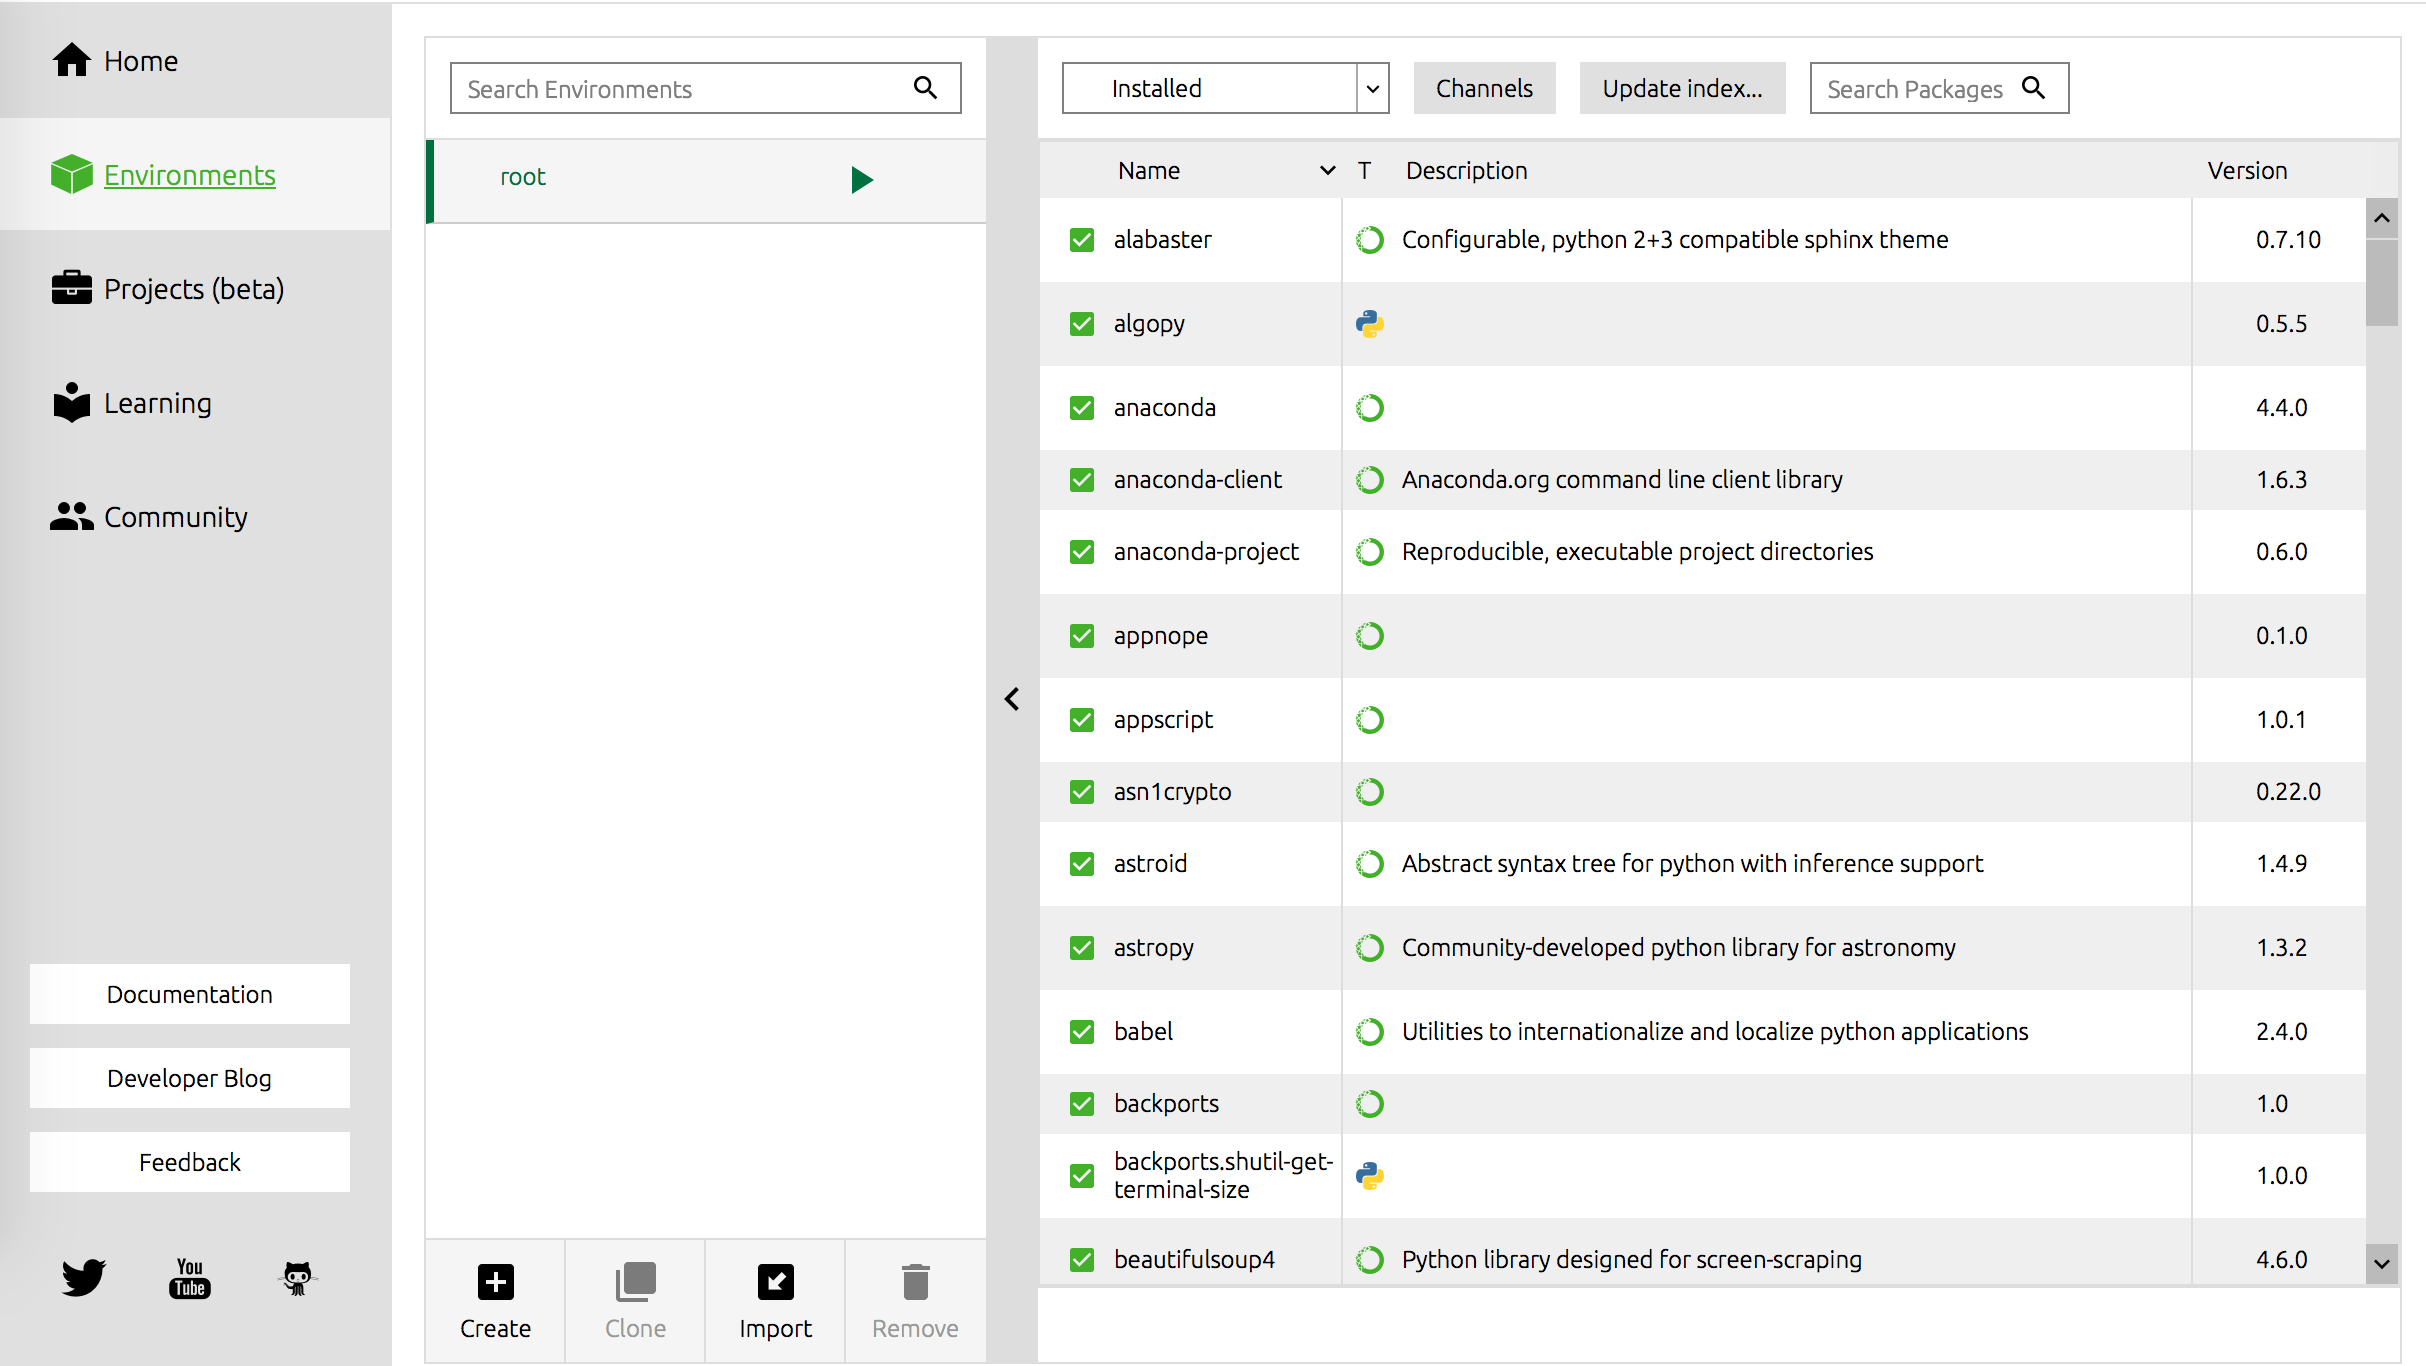 Home
Environments
Projects (beta)
Learning
Community
Documentation
Developer Blog
Feedback
You
Tube
Search Environments
root
Create
Clone
Import
Remove
Installed
Channels
Update index...
Search Packages
Name T Description Version
alabaster Configurable, python 2+3 compatible sphinx theme 0.7.10
algopy 0.5.5
anaconda 4.4.0
anaconda-client Anaconda.org command line client library 1.6.3
anaconda-project Reproducible, executable project directories 0.6.0
appnope 0.1.0
appscript 1.0.1
asn1crypto 0.22.0
astroid Abstract syntax tree for python with inference support 1.4.9
astropy Community-developed python library for astronomy 1.3.2
babel Utilities to internationalize and localize python applications 2.4.0
backports 1.0
backports.shutil-get-
terminal-size 1.0.0
beautifulsoup4 Python library designed for screen-scraping 4.6.0